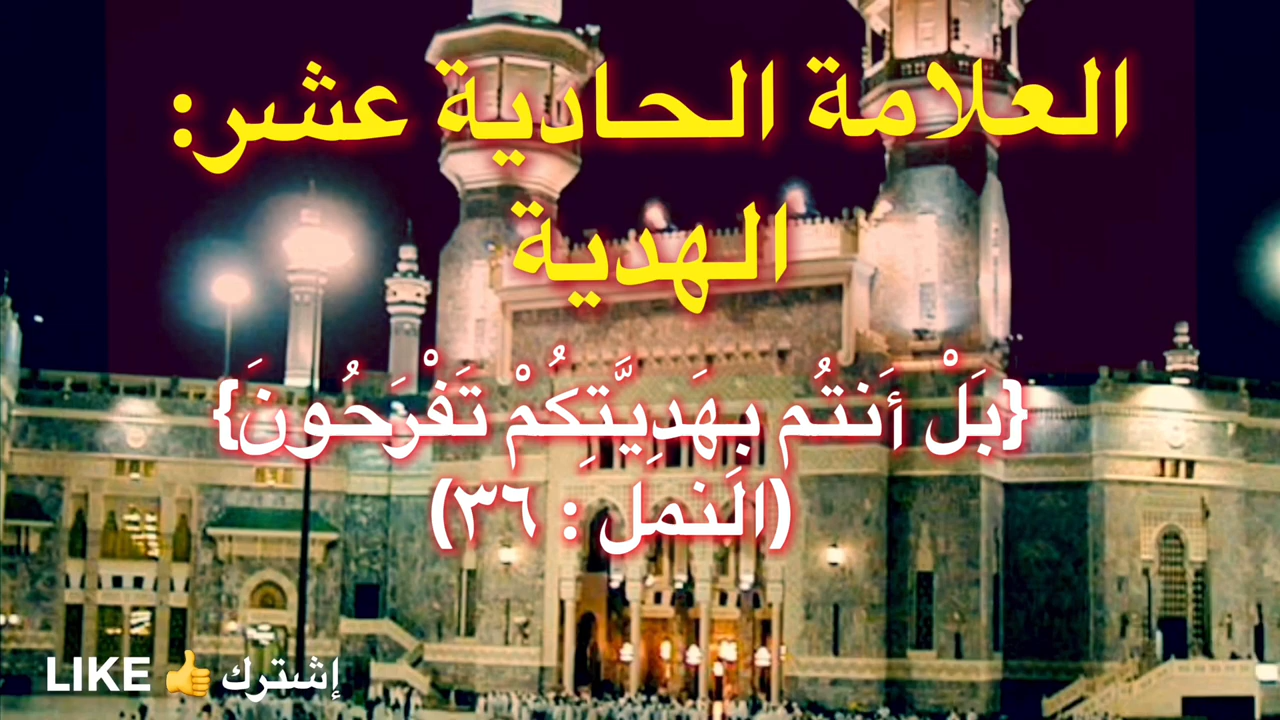 العلامة الحادية عشر:
الهدية
{بَلْ أَنتُم بِهَدِيَّتِكُمْ تَفْرَحُونَ}
(النمل : ٣٦)
LIKE 👍 إشترك